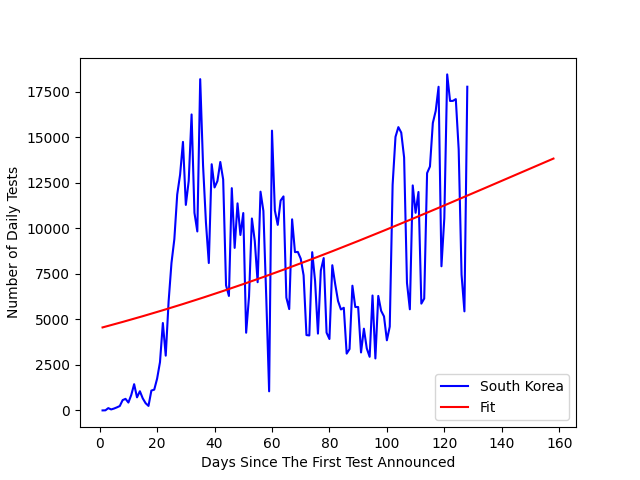 17500
15000
12500
10000
7500
5000
2500
0
Number of Daily Tests
0 20 40 60 80 100 120 140 160
Days Since The First Test Announced
South Korea
Fit